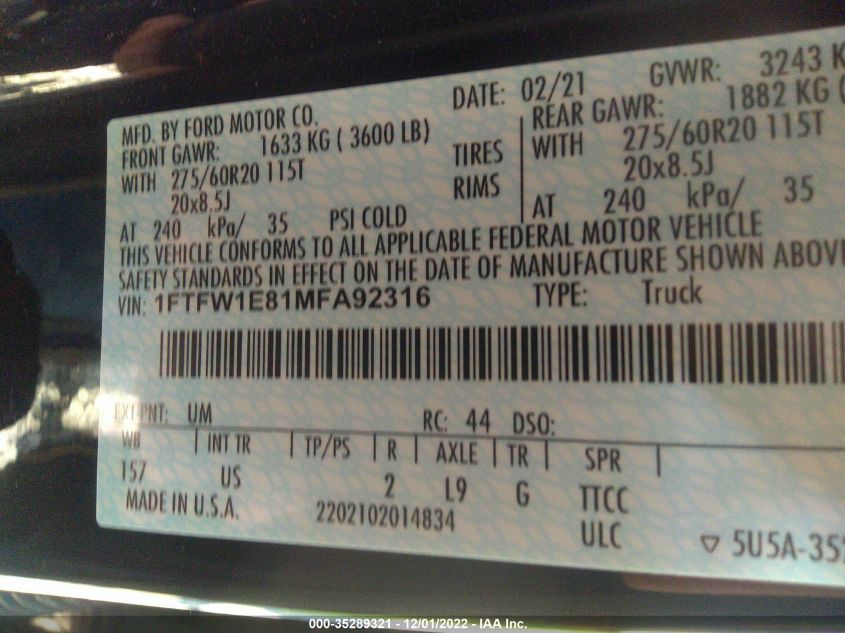 MFD. BY FORD MOTOR CO.
DATE: 02/21
GVWR: 3243 K
FRONT GAWR: 1633 KG ( 3600 LB)
REAR GAWR: 1882 KG (
WITH 275/60R20 115T TIRES
WITH 275/60R20 115T
20x8.5J RIMS
20x8.5J
AT 240 kPa/ 35 PSI COLD
AT 240 kPa/ 35
THIS VEHICLE CONFORMS TO ALL APPLICABLE FEDERAL MOTOR VEHICLE
SAFETY STANDARDS IN EFFECT ON THE DATE OF MANUFACTURE SHOWN ABOVE
VIN: 1FTFW1E81MFA92316 TYPE: Truck
EXT PNT: UM RC: 44 DSO:
WB INT TR TP/PS R AXLE TR SPR
157 US 2 L9 G TTCC
MADE IN U.S.A. 2202102014834 ULC
5U5A-352
000-35289321 - 12/01/2022 - IAA Inc.